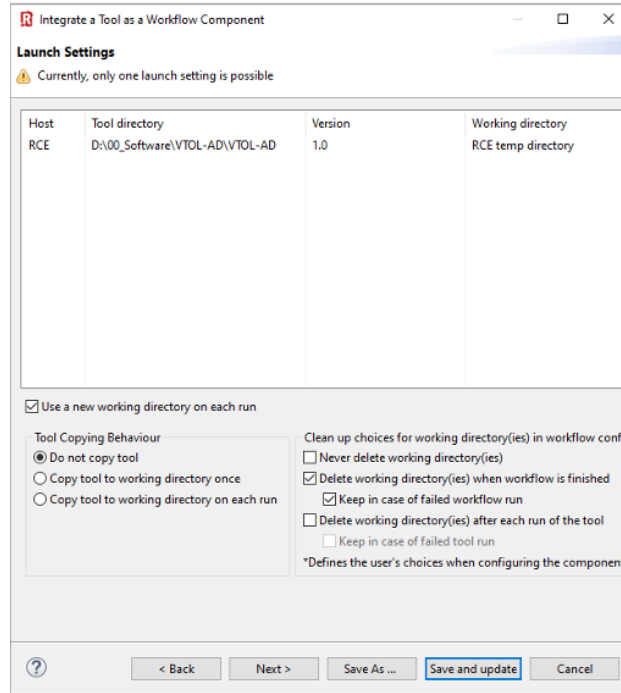 Integrate a Tool as a Workflow Component
Launch Settings
Currently, only one launch setting is possible
Host Tool directory Version Working directory
RCE D:\00_Software\VTOL-AD\VTOL-AD 1.0 RCE temp directory
Use a new working directory on each run
Tool Copying Behaviour
Do not copy tool
Copy tool to working directory once
Copy tool to working directory on each run
Clean up choices for working directory(ies) in workflow conf
Never delete working directory(ies)
Delete working directory(ies) when workflow is finished
Keep in case of failed workflow run
Delete working directory(ies) after each run of the tool
Keep in case of failed tool run
*Defines the user's choices when configuring the componen
? < Back Next > Save As ... Save and update Cancel